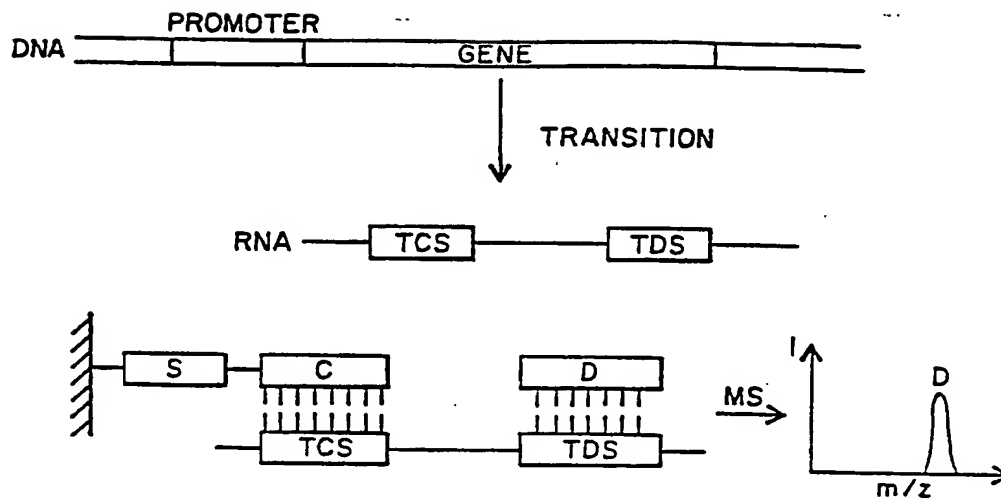 PROMOTER
DNA GENE
TRANSITION
RNA TCS TDS
S C D
TCS TDS
MS
I
D
m/z